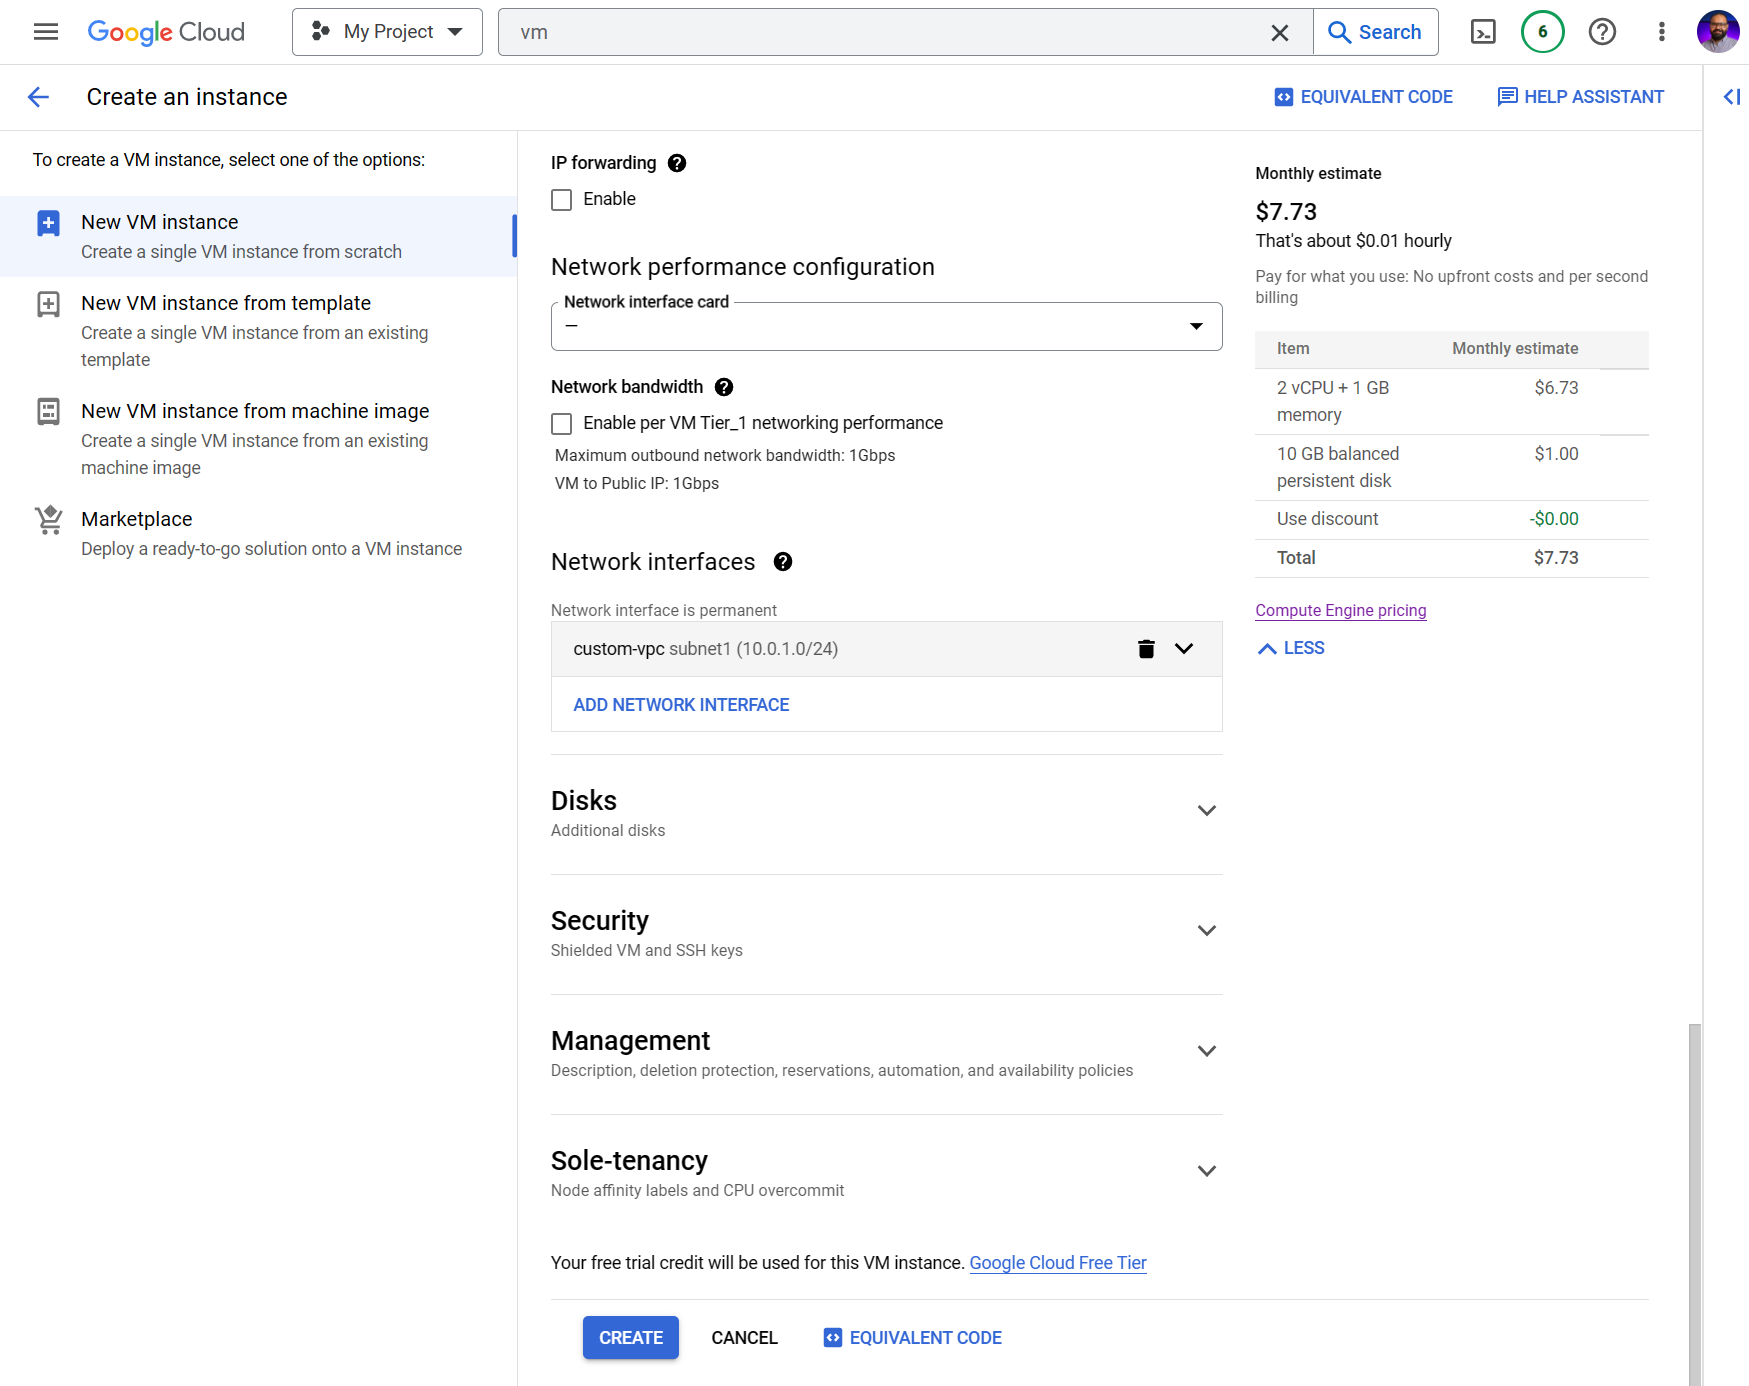 Google Cloud
My Project
vm
Search
6
Create an instance
EQUIVALENT CODE
HELP ASSISTANT
To create a VM instance, select one of the options:
New VM instance
Create a single VM instance from scratch
New VM instance from template
Create a single VM instance from an existing
template
New VM instance from machine image
Create a single VM instance from an existing
machine image
Marketplace
Deploy a ready-to-go solution onto a VM instance
IP forwarding
Enable
Network performance configuration
Network interface card
—
Network bandwidth
Enable per VM Tier_1 networking performance
Maximum outbound network bandwidth: 1Gbps
VM to Public IP: 1Gbps
Network interfaces
Network interface is permanent
custom-vpc subnet1 (10.0.1.0/24)
ADD NETWORK INTERFACE
Disks
Additional disks
Security
Shielded VM and SSH keys
Management
Description, deletion protection, reservations, automation, and availability policies
Sole-tenancy
Node affinity labels and CPU overcommit
Your free trial credit will be used for this VM instance. Google Cloud Free Tier
CREATE
CANCEL
EQUIVALENT CODE
Monthly estimate
$7.73
That's about $0.01 hourly
Pay for what you use: No upfront costs and per second
billing
Item Monthly estimate
2 vCPU + 1 GB $6.73
memory
10 GB balanced $1.00
persistent disk
Use discount -$0.00
Total $7.73
Compute Engine pricing
LESS